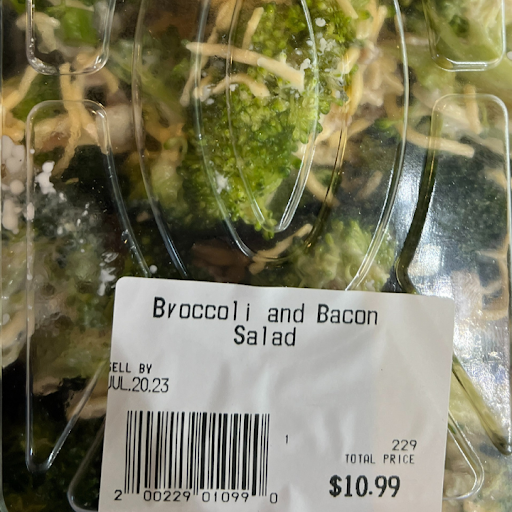 Broccoli and Bacon
Salad
SELL BY
JUL.20.23
1
229
TOTAL PRICE
$10.99
2 00229 01099 0